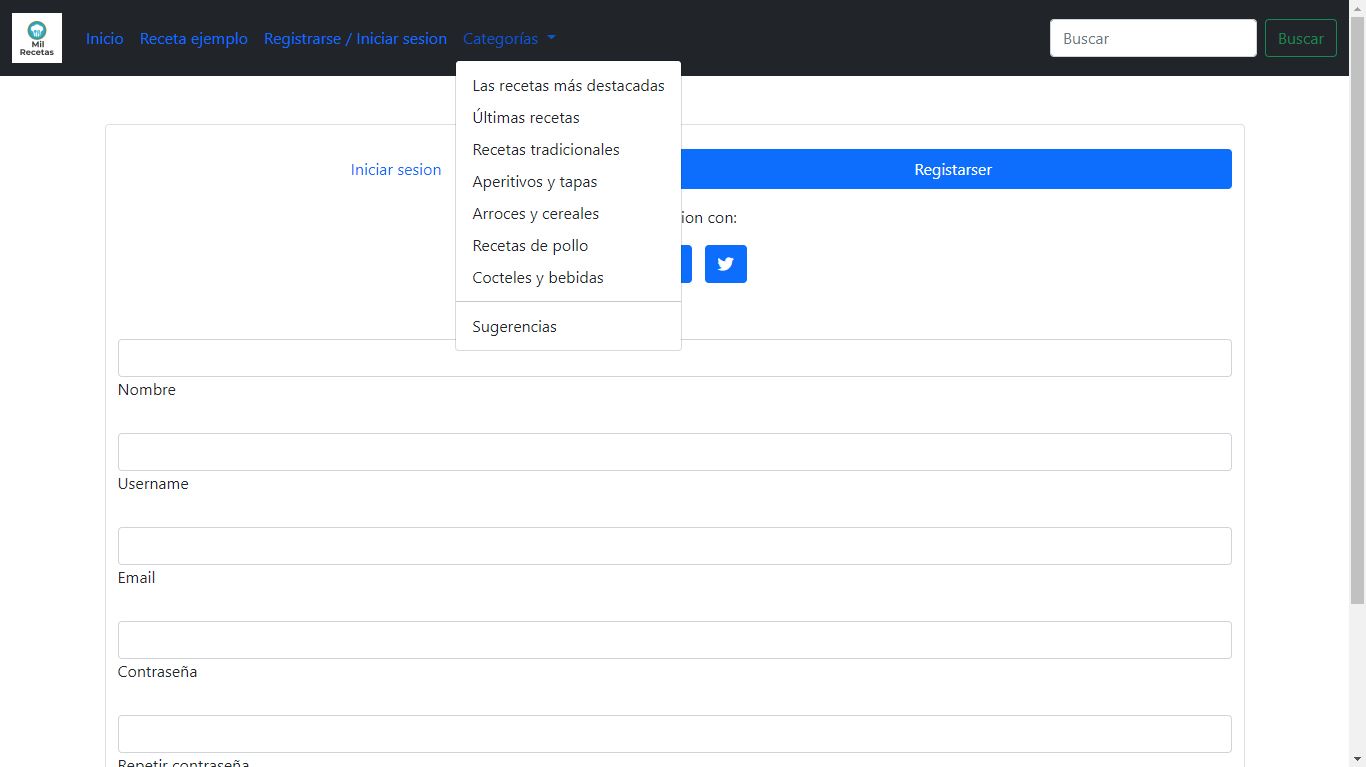 Mil
Recetas
Inicio
Receta ejemplo
Registrarse / Iniciar sesion
Categorías
Buscar
Buscar
Las recetas más destacadas
Últimas recetas
Recetas tradicionales
Aperitivos y tapas
Arroces y cereales
Recetas de pollo
Cocteles y bebidas
Sugerencias
Iniciar sesion
Registarser
ion con:
Nombre
Username
Email
Contraseña
Repetir contraseña